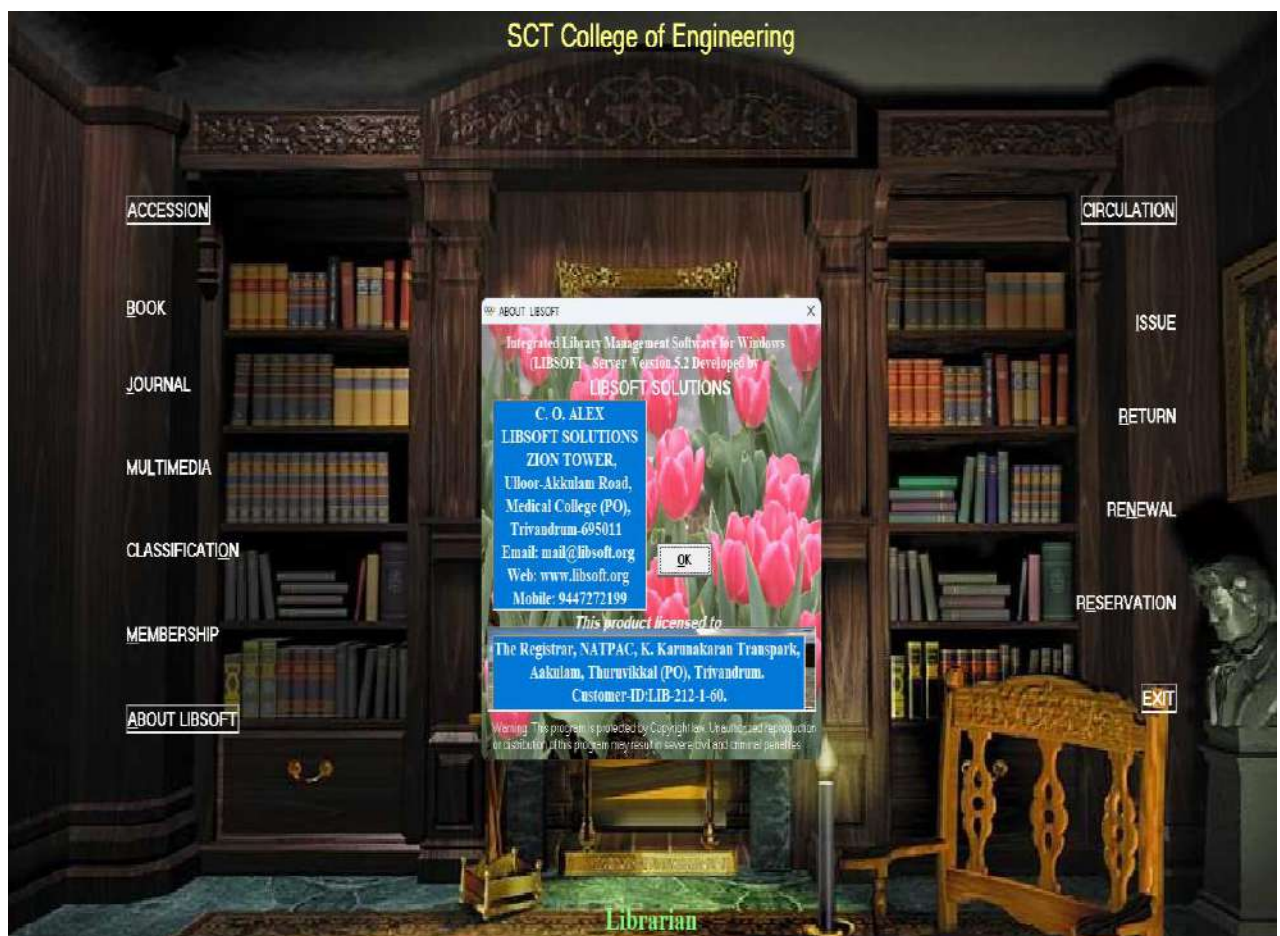 SCT College of Engineering
ACCESSION
BOOK
JOURNAL
MULTIMEDIA
CLASSIFICATION
MEMBERSHIP
ABOUT LIBSOFT
ABOUT LIBSOFT
Integrated Library Management Software for Windows
(LIBSOFT - Server Version 5.2 Developed by
LIBSOFT SOLUTIONS
C. O. ALEX
LIBSOFT SOLUTIONS
ZION TOWER,
Ulloor-Akkulam Road,
Medical College (PO),
Trivandrum-695011
Email: mail@libsoft.org
Web: www.libsoft.org
Mobile: 9447272199
OK
This product licensed to
The Registrar, NATPAC, K. Karunakaran Transpark,
Aakulam, Thuruvikkal (PO), Trivandrum.
Customer-ID:LIB-212-1-60.
Warning: This program is protected by Copyright law. Unauthorized reproduction
or distribution of this program may result in severe civil and criminal penalties
CIRCULATION
ISSUE
RETURN
RENEWAL
RESERVATION
EXIT
Librarian